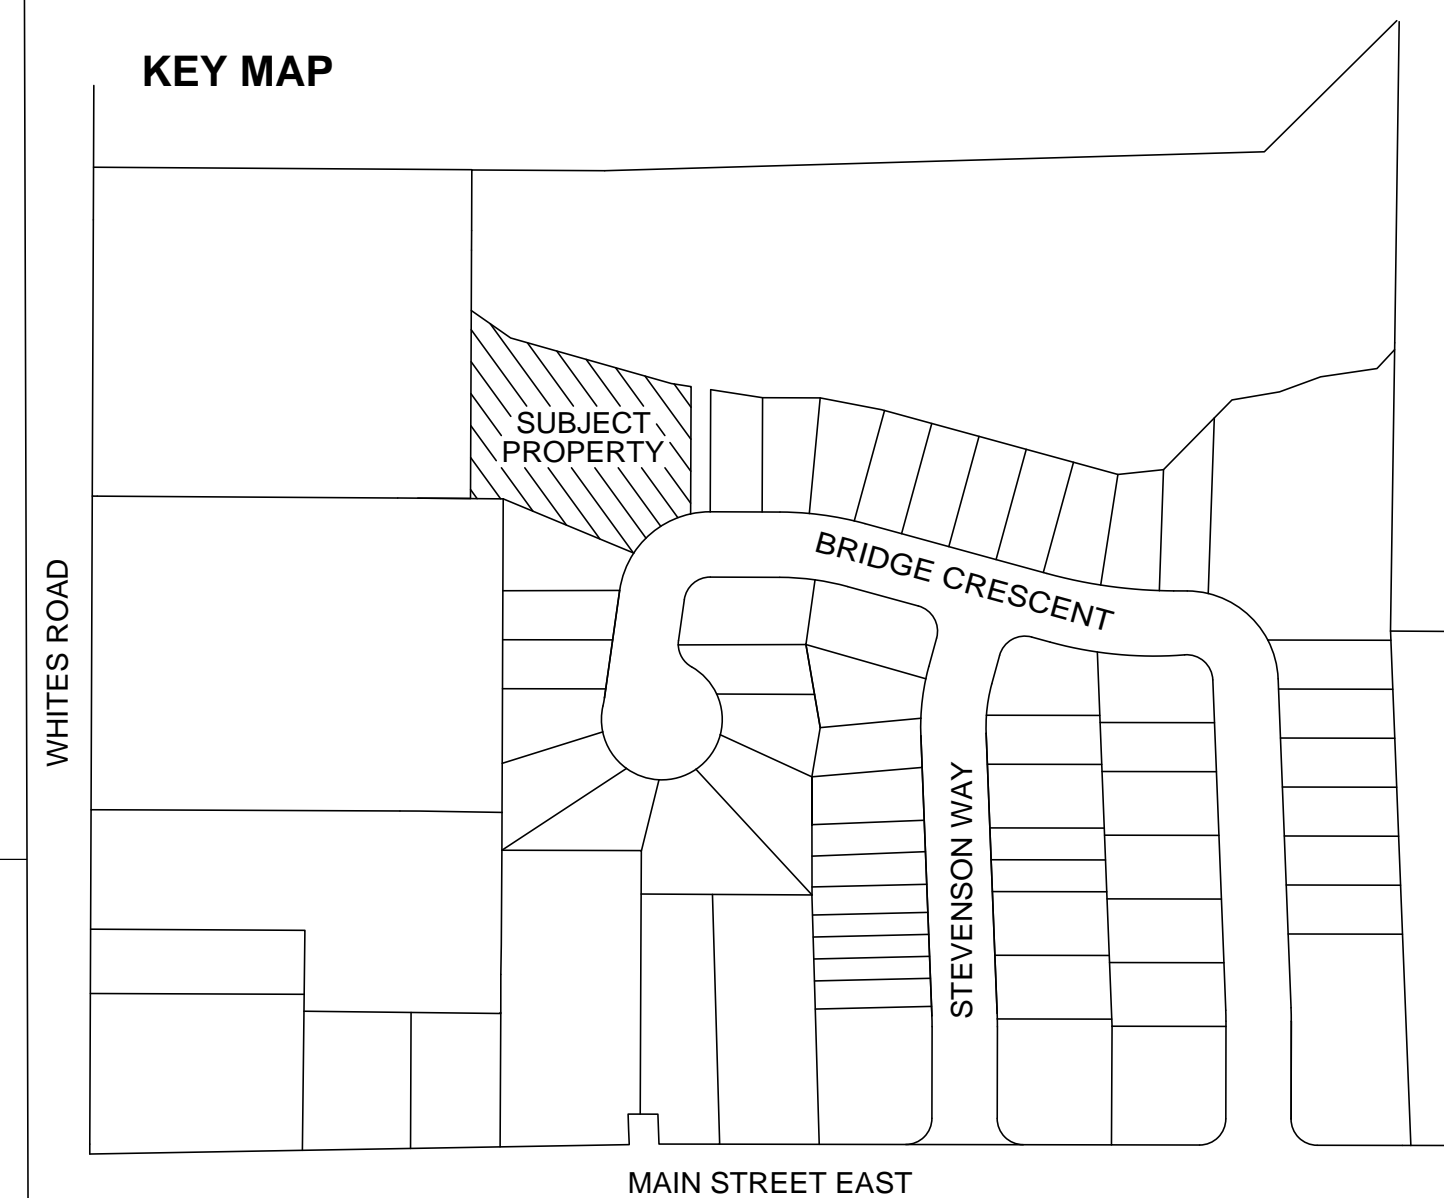 KEY MAP
SUBJECT
PROPERTY
BRIDGE CRESCENT
WHITES ROAD
STEVENSON WAY
MAIN STREET EAST